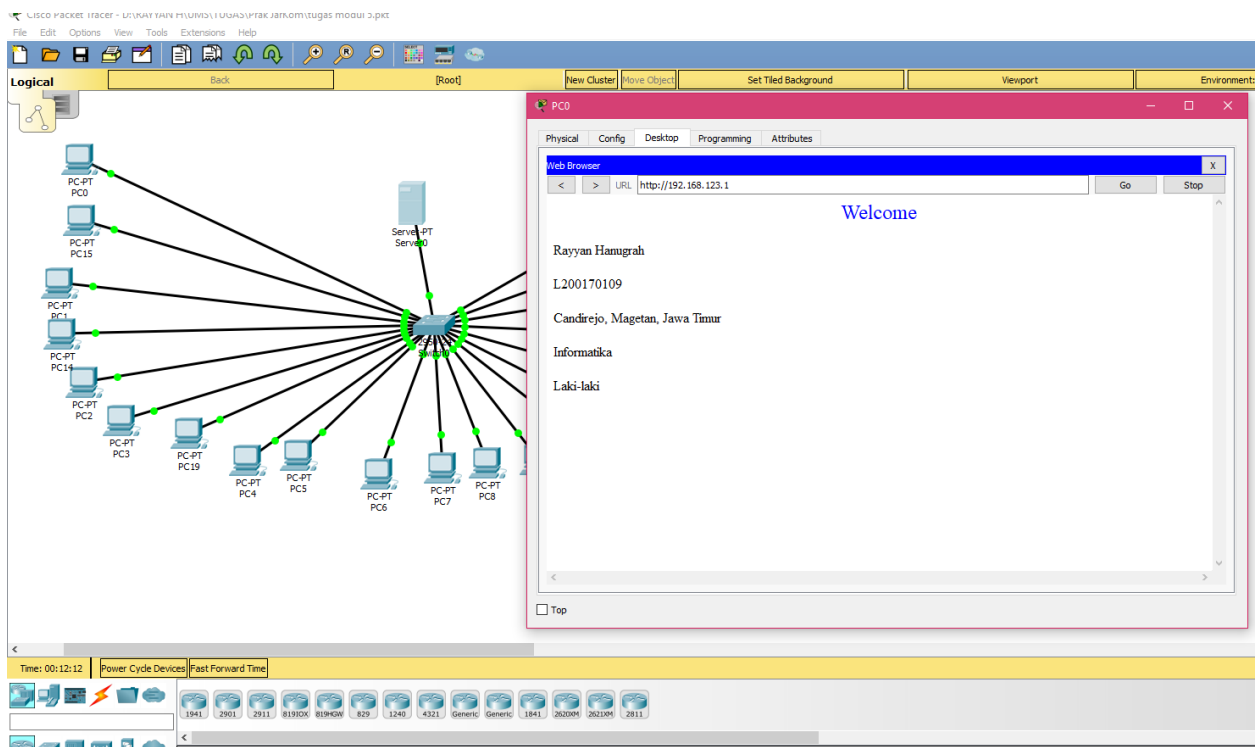 Cisco Packet Tracer - D:\RAYYAN H\UMS\TUGAS\Prak JarKom\tugas modul 5.pkt
File Edit Options View Tools Extensions Help
Logical Back [Root] New Cluster Move Object Set Tiled Background Viewport Environment:
PC0
Physical Config Desktop Programming Attributes
Web Browser X
< > URL http://192.168.123.1 Go Stop
Welcome
Rayyan Hanugrah
L200170109
Candirejo, Magetan, Jawa Timur
Informatika
Laki-laki
Top
PC-PT
PC0
PC-PT
PC15
PC-PT
PC1
PC-PT
PC14
PC-PT
PC2
PC-PT
PC3
PC-PT
PC19
PC-PT
PC4
PC-PT
PC5
PC-PT
PC6
PC-PT
PC7
PC-PT
PC8
Server-PT
Server0
2950-24
Switch0
Time: 00:12:12 Power Cycle Devices Fast Forward Time
1941 2901 2911 819IOX 819HGW 829 1240 4321 Generic Generic 1841 2620XM 2621XM 2811